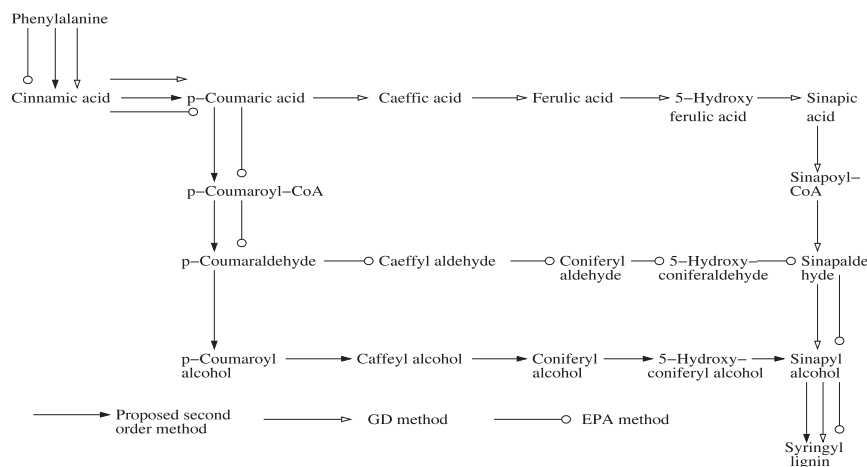 Phenylalanine
Cinnamic acid p−Coumaric acid Caeffic acid Ferulic acid 5−Hydroxy Sinapic
ferulic acid acid
p−Coumaroyl−CoA Sinapoyl−
CoA
p−Coumaraldehyde Caeffyl aldehyde Coniferyl 5−Hydroxy− Sinapalde
aldehyde coniferaldehyde hyde
p−Coumaroyl Caffeyl alcohol Coniferyl 5−Hydroxy− Sinapyl
alcohol alcohol coniferyl alcohol alcohol
Proposed second GD method EPA method
order method
Syringyl
lignin